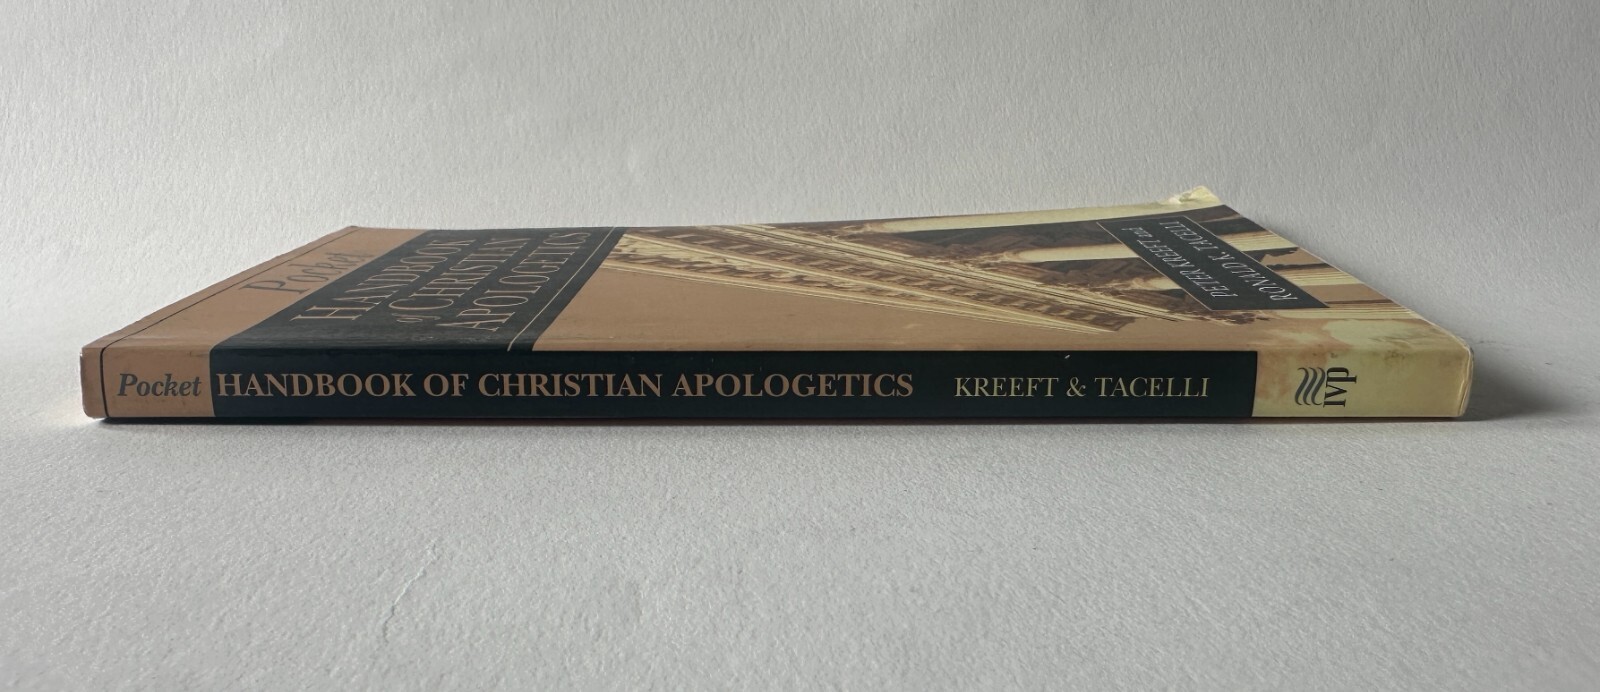 Pocket
HANDBOOK
of CHRISTIAN
APOLOGETICS
PETER KREEFT and
RONALD K. TACELLI
Pocket HANDBOOK OF CHRISTIAN APOLOGETICS KREEFT & TACELLI ivp